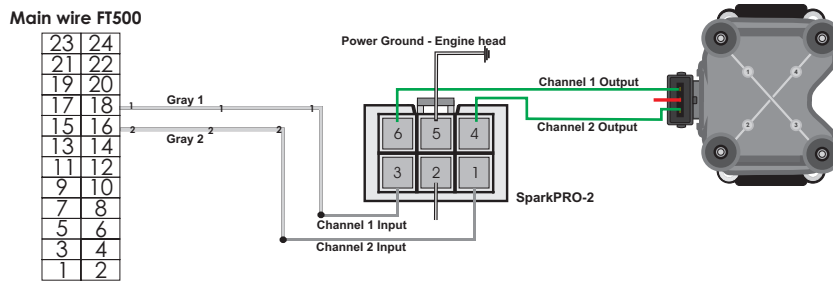 Main wire FT500
23 24
21 22
19 20
17 18
15 16
13 14
11 12
9 10
7 8
5 6
3 4
1 2
1 Gray 1 1 1
2 Gray 2 2 2
Power Ground - Engine head
6 5 4
3 2 1
SparkPRO-2
Channel 1 Input
Channel 2 Input
Channel 1 Output
Channel 2 Output
1 4
2 3